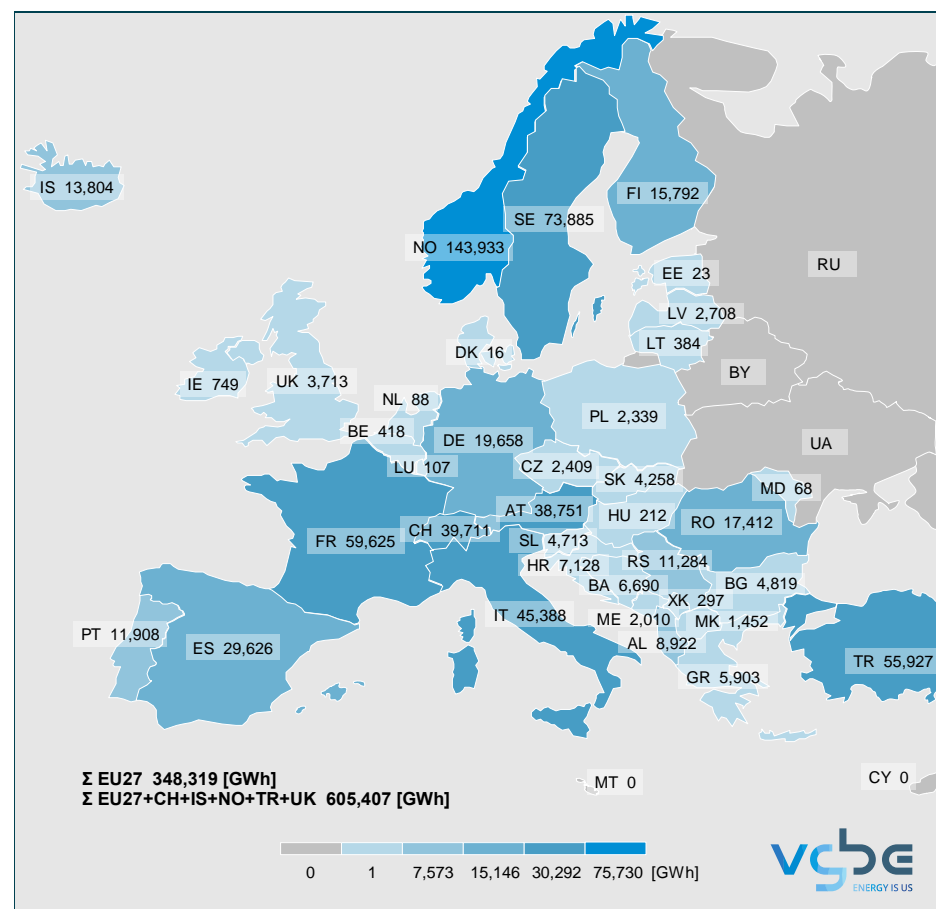 IS 13,804
FI 15,792
SE 73,885
NO 143,933
RU
EE 23
LV 2,708
LT 384
DK 16
BY
IE 749
UK 3,713
NL 88
PL 2,339
BE 418
DE 19,658
UA
LU 107
CZ 2,409
SK 4,258
MD 68
AT 38,751
HU 212
RO 17,412
CH 39,711
FR 59,625
SL 4,713
HR 7,128
RS 11,284
BA 6,690
BG 4,819
XK 297
IT 45,388
ME 2,010
MK 1,452
PT 11,908
ES 29,626
AL 8,922
TR 55,927
GR 5,903
Σ EU27 348,319 [GWh]
MT 0
CY 0
Σ EU27+CH+IS+NO+TR+UK 605,407 [GWh]
0 1 7,573 15,146 30,292 75,730 [GWh]
vgbe
ENERGY IS US